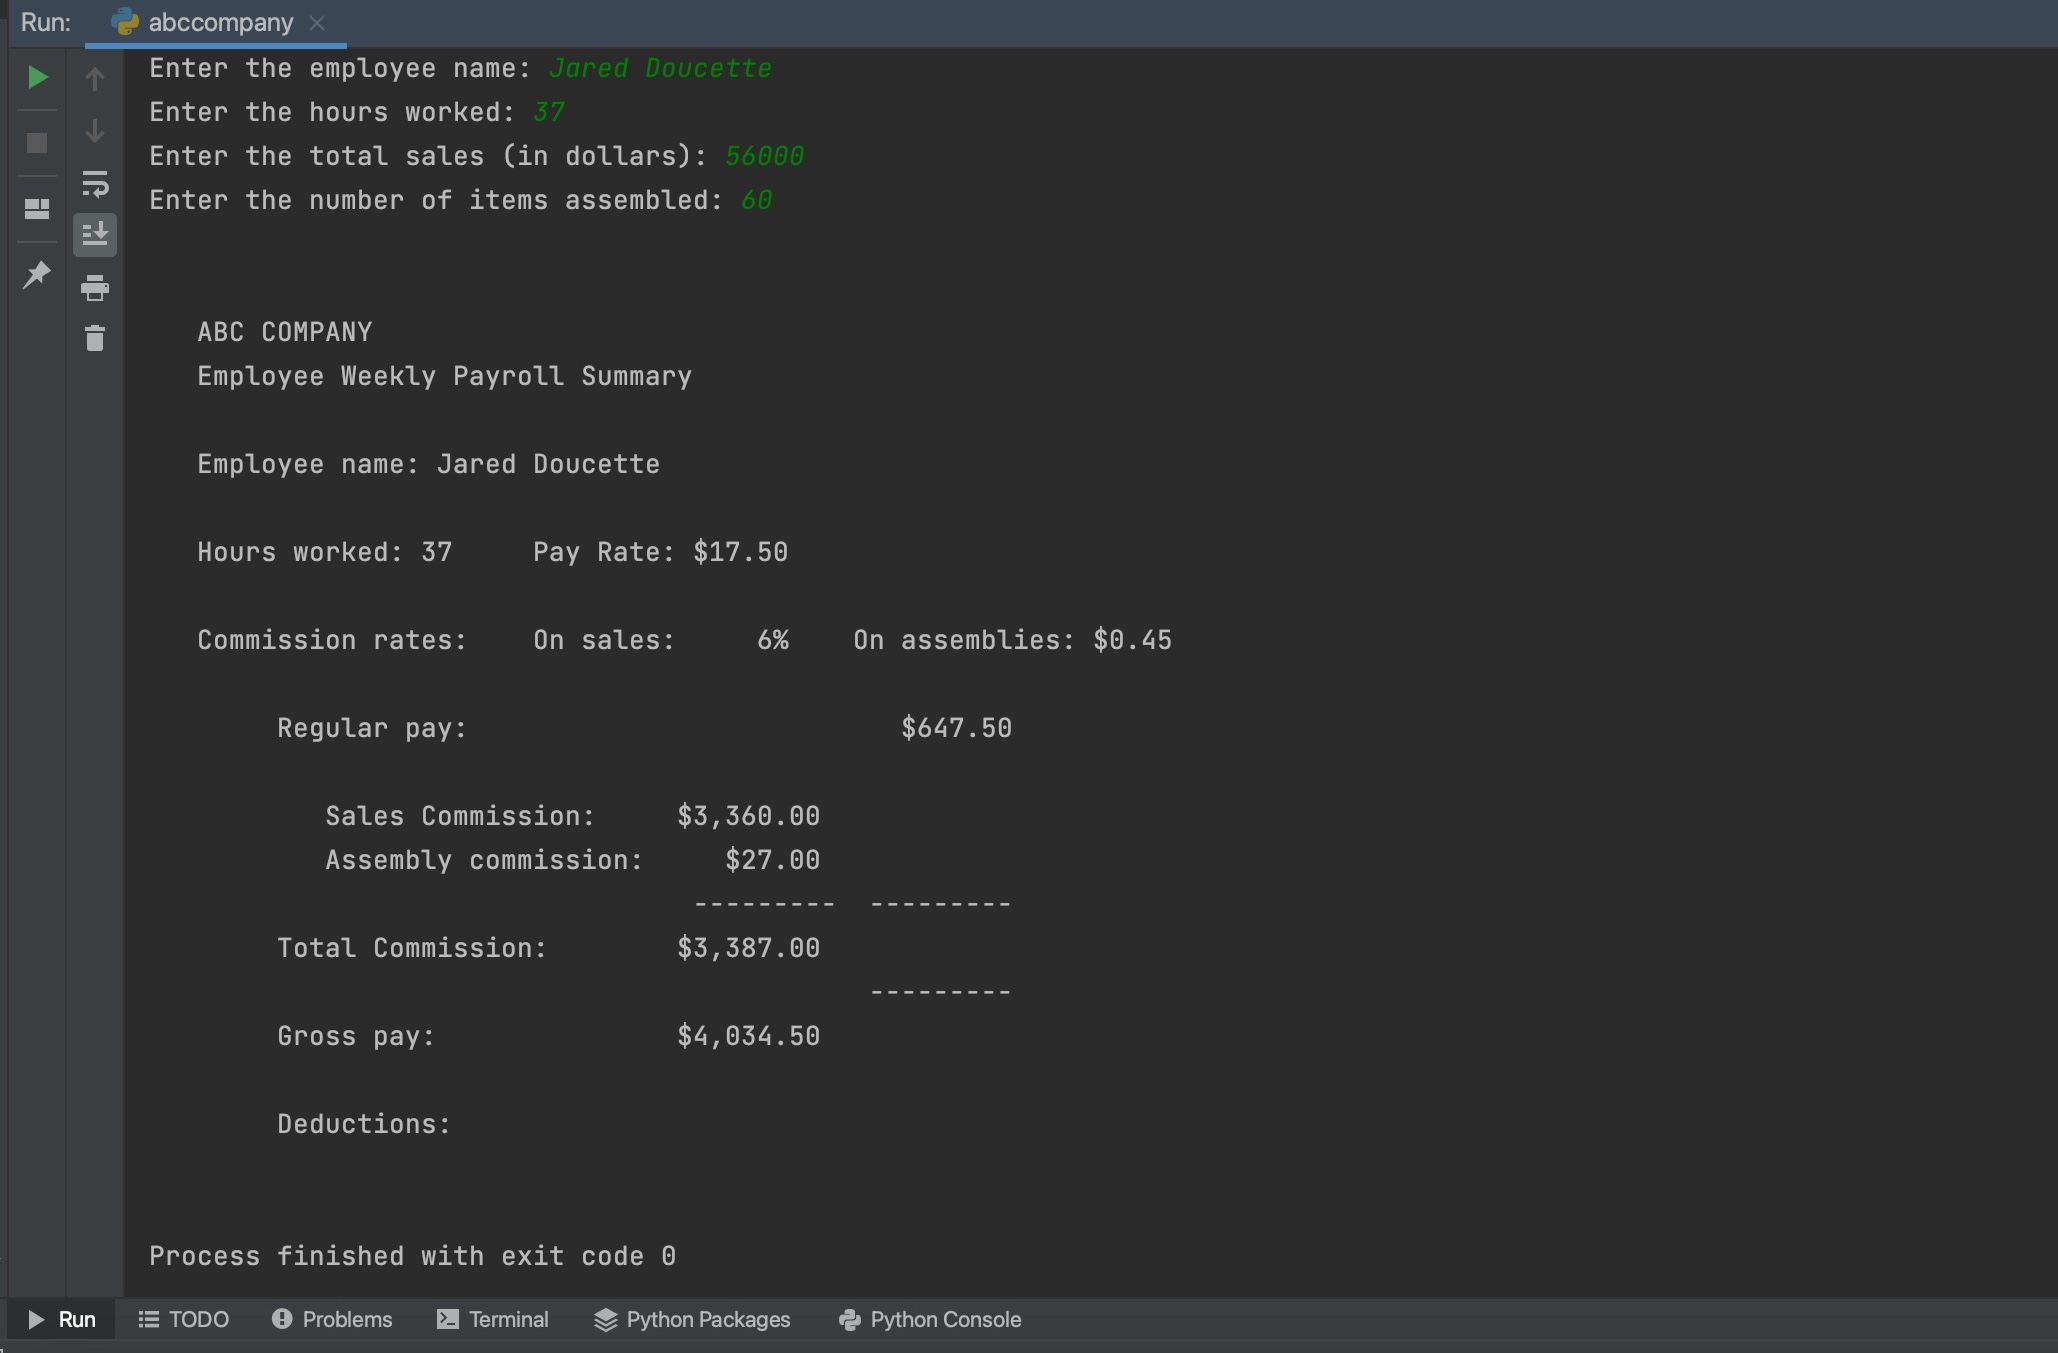 Run: abccompany
Enter the employee name: Jared Doucette
Enter the hours worked: 37
Enter the total sales (in dollars): 56000
Enter the number of items assembled: 60
ABC COMPANY
Employee Weekly Payroll Summary
Employee name: Jared Doucette
Hours worked: 37     Pay Rate: $17.50
Commission rates:    On sales:     6%    On assemblies: $0.45
Regular pay:                           $647.50
Sales Commission:     $3,360.00
Assembly commission:     $27.00
---------  ---------
Total Commission:        $3,387.00
---------
Gross pay:               $4,034.50
Deductions:
Process finished with exit code 0
Run TODO Problems Terminal Python Packages Python Console